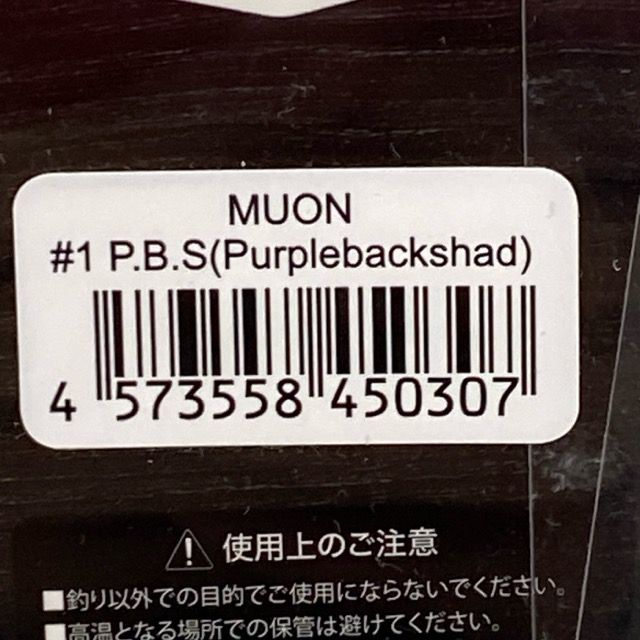 MUON
#1 P.B.S(Purplebackshad)
4 573558 450307
⚠ 使用上のご注意
■釣り以外での目的でご使用にならないでください。
■高温となる場所での保管は避けてください。